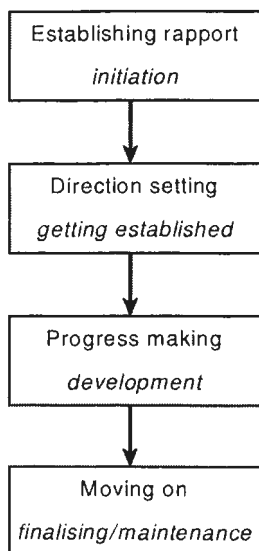 Establishing rapport
initiation
Direction setting
getting established
Progress making
development
Moving on
finalising/maintenance